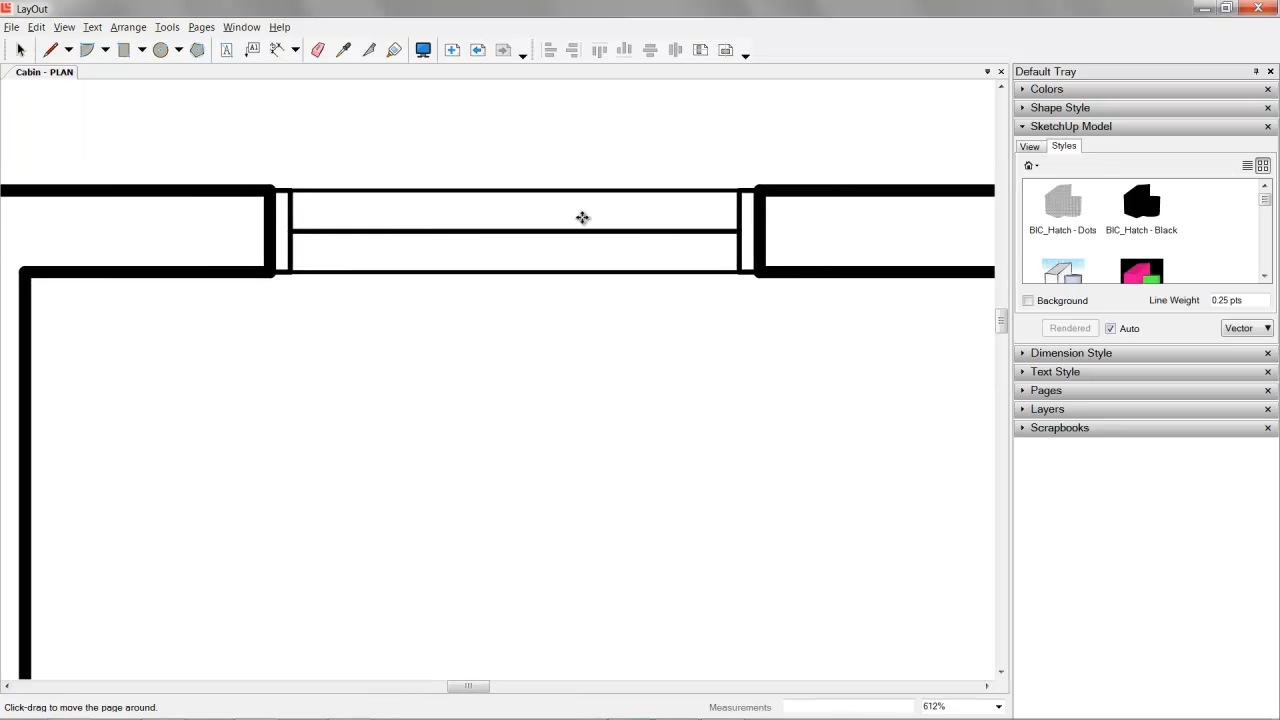 LayOut
File Edit View Text Arrange Tools Pages Window Help
Cabin - PLAN
Default Tray
Colors
Shape Style
SketchUp Model
View Styles
BIC_Hatch - Dots BIC_Hatch - Black
Background Line Weight 0.25 pts
Rendered Auto Vector
Dimension Style
Text Style
Pages
Layers
Scrapbooks
Click-drag to move the page around. Measurements 612%